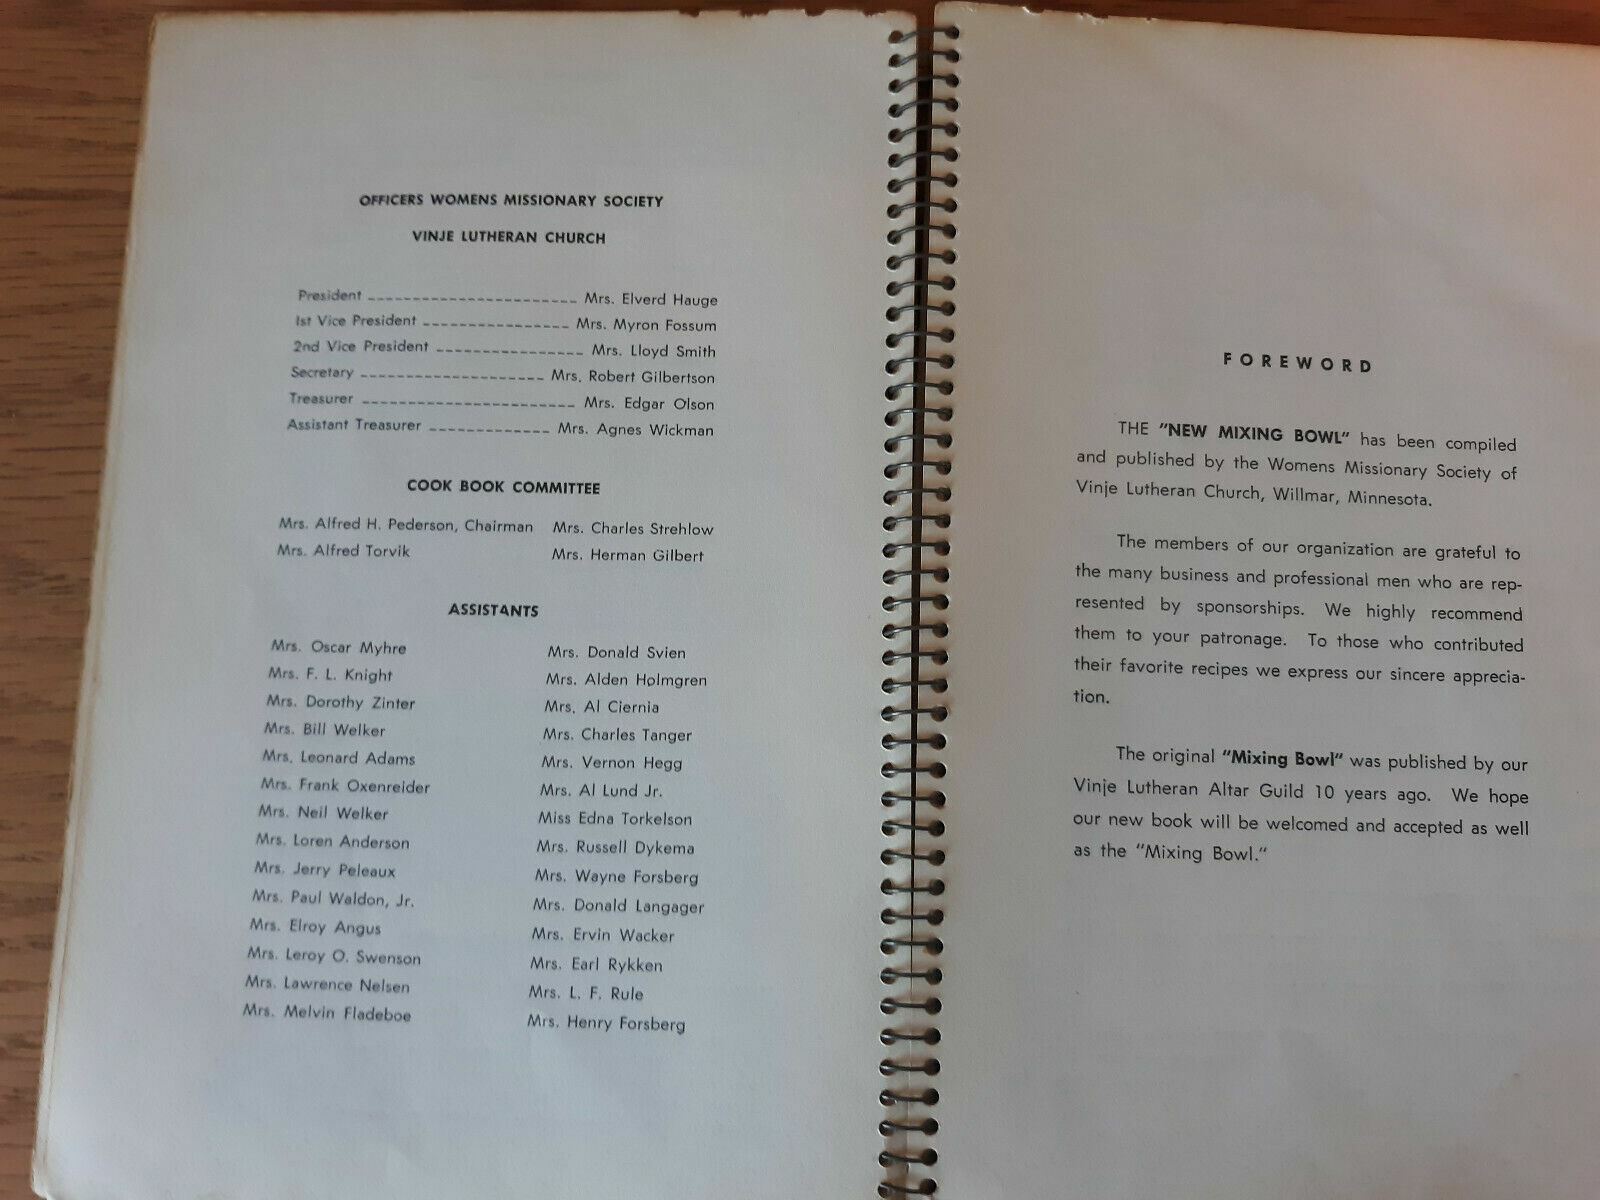 OFFICERS WOMENS MISSIONARY SOCIETY
VINJE LUTHERAN CHURCH
President Mrs. Elverd Hauge
1st Vice President Mrs. Myron Fossum
2nd Vice President Mrs. Lloyd Smith
Secretary Mrs. Robert Gilbertson
Treasurer Mrs. Edgar Olson
Assistant Treasurer Mrs. Agnes Wickman
COOK BOOK COMMITTEE
Mrs. Alfred H. Pederson, Chairman Mrs. Charles Strehlow
Mrs. Alfred Torvik Mrs. Herman Gilbert
ASSISTANTS
Mrs. Oscar Myhre Mrs. Donald Svien
Mrs. F. L. Knight Mrs. Alden Holmgren
Mrs. Dorothy Zinter Mrs. Al Ciernia
Mrs. Bill Welker Mrs. Charles Tanger
Mrs. Leonard Adams Mrs. Vernon Hegg
Mrs. Frank Oxenreider Mrs. Al Lund Jr.
Mrs. Neil Welker Miss Edna Torkelson
Mrs. Loren Anderson Mrs. Russell Dykema
Mrs. Jerry Peleaux Mrs. Wayne Forsberg
Mrs. Paul Waldon, Jr. Mrs. Donald Langager
Mrs. Elroy Angus Mrs. Ervin Wacker
Mrs. Leroy O. Swenson Mrs. Earl Rykken
Mrs. Lawrence Nelsen Mrs. L. F. Rule
Mrs. Melvin Fladeboe Mrs. Henry Forsberg
FOREWORD
THE "NEW MIXING BOWL" has been compiled
and published by the Womens Missionary Society of
Vinje Lutheran Church, Willmar, Minnesota.
The members of our organization are grateful to
the many business and professional men who are rep-
resented by sponsorships. We highly recommend
them to your patronage. To those who contributed
their favorite recipes we express our sincere apprecia-
tion.
The original "Mixing Bowl" was published by our
Vinje Lutheran Altar Guild 10 years ago. We hope
our new book will be welcomed and accepted as well
as the "Mixing Bowl."